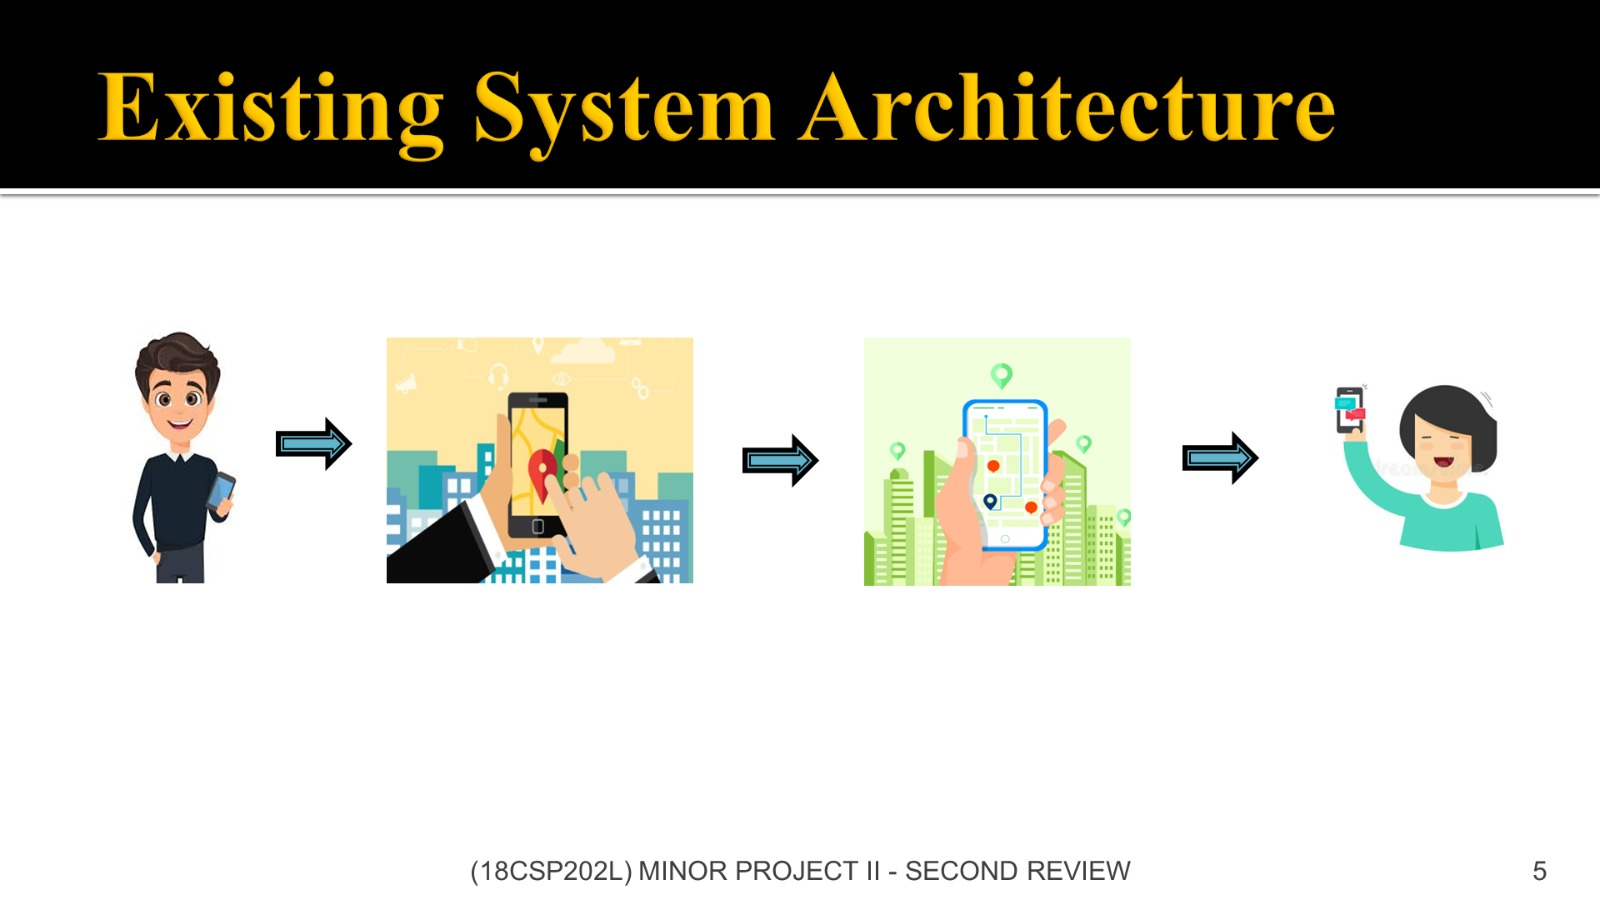 Existing System Architecture
(18CSP202L) MINOR PROJECT II - SECOND REVIEW
5